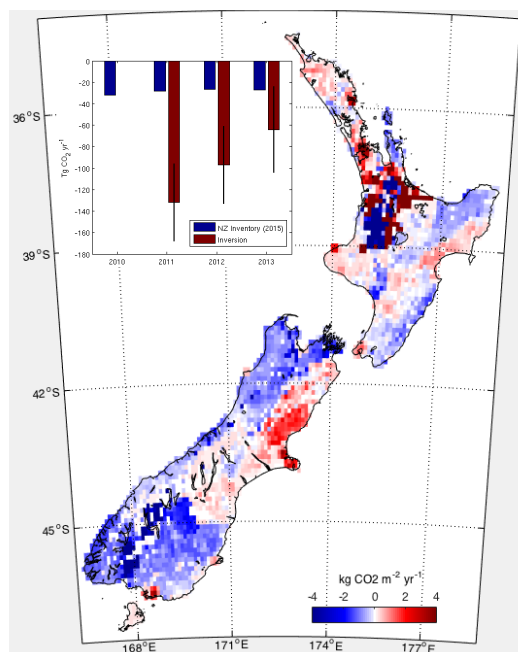 0
-20
-40
-60
-80
-100
-120
-140
-160
-180
Tg CO2 yr-1
2010 2011 2012 2013
NZ Inventory (2015)
Inversion
36°S
39°S
42°S
45°S
168°E 171°E 174°E 177°E
kg CO2 m-2 yr-1
-4 -2 0 2 4